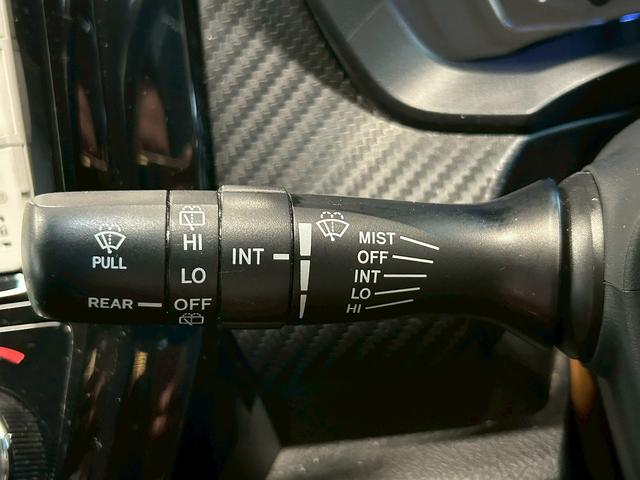 PULL
REAR
HI
LO
OFF
INT
MIST
OFF
INT
LO
HI